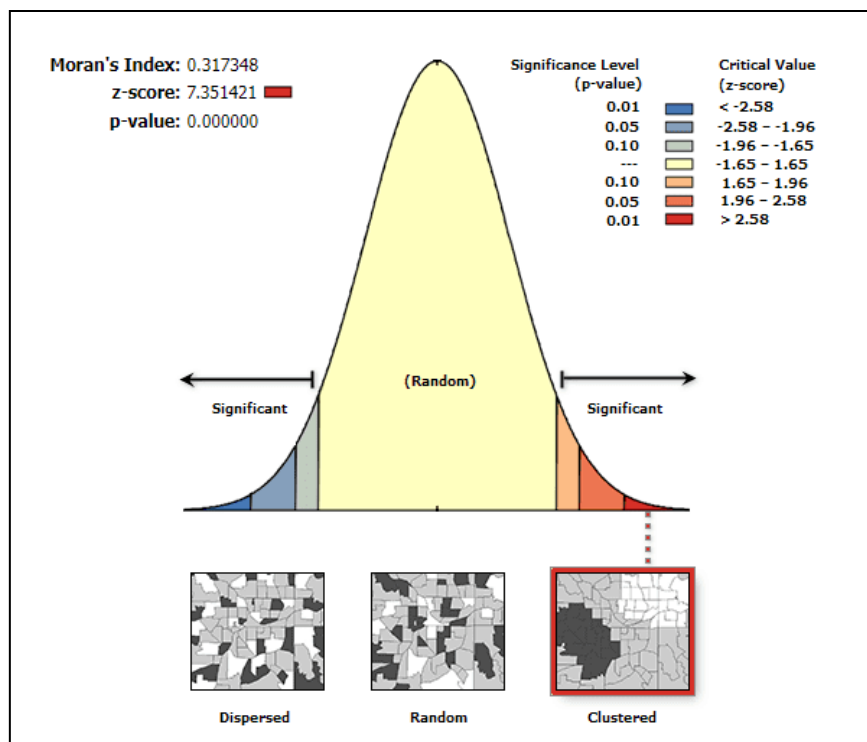 Moran's Index: 0.317348
z-score: 7.351421
p-value: 0.000000
Significance Level Critical Value
(p-value) (z-score)
0.01 < -2.58
0.05 -2.58 – -1.96
0.10 -1.96 – -1.65
--- -1.65 – 1.65
0.10 1.65 – 1.96
0.05 1.96 – 2.58
0.01 > 2.58
(Random)
Significant Significant
Dispersed Random Clustered